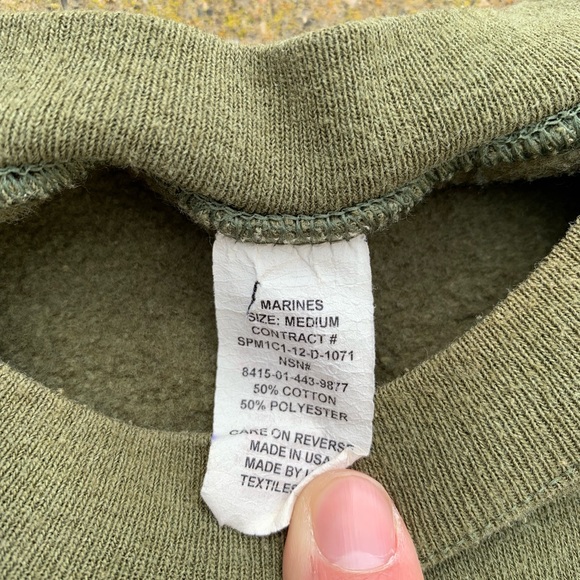 MARINES
SIZE: MEDIUM
CONTRACT #
SPM1C1-12-D-1071
NSN#
8415-01-443-9877
50% COTTON
50% POLYESTER
CARE ON REVERSE
MADE IN USA
MADE BY
TEXTILES